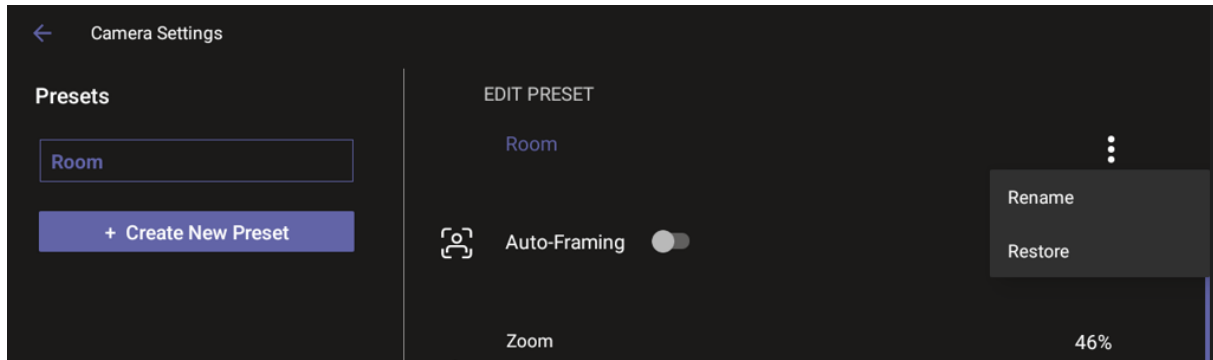 Camera Settings
Presets
Room
+ Create New Preset
EDIT PRESET
Room
Rename
Restore
Auto-Framing
Zoom 46%